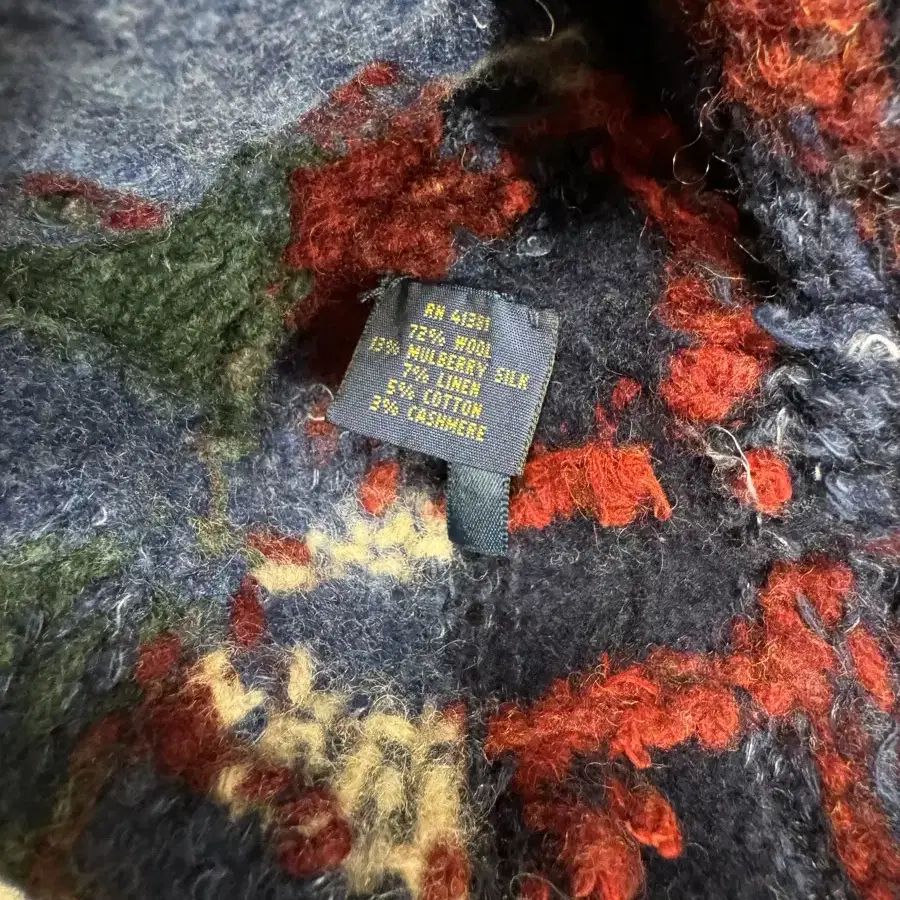 RN 41381
72% WOOL
13% MULBERRY SILK
7% LINEN
5% COTTON
3% CASHMERE